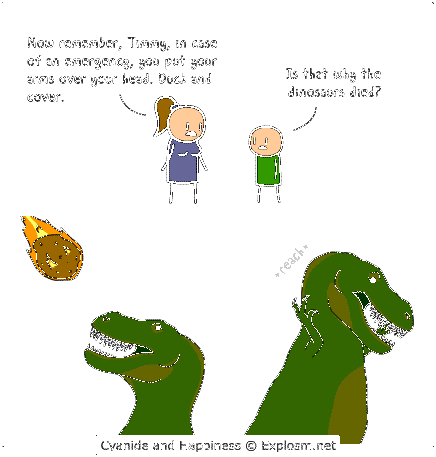 Now remember, Timmy, in case
of an emergency, you put your
arms over your head. Duck and
cover.
Is that why the
dinosaurs died?
*reach*
Cyanide and Happiness © Explosm.net